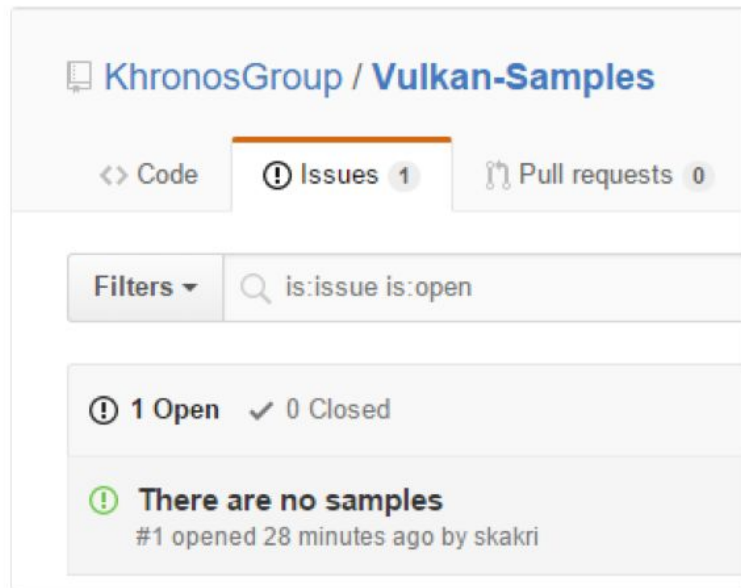 KhronosGroup / Vulkan-Samples
Code Issues 1 Pull requests 0
Filters is:issue is:open
1 Open 0 Closed
There are no samples
#1 opened 28 minutes ago by skakri